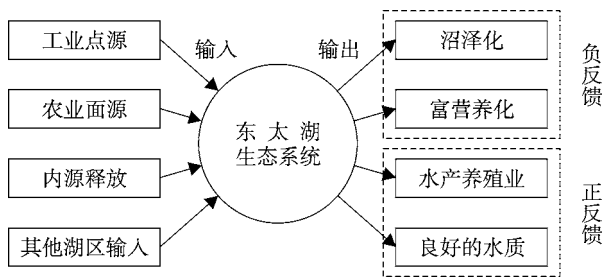 工业点源
农业面源
内源释放
其他湖区输入
输入
东太湖
生态系统
输出
沼泽化
富营养化
负反馈
水产养殖业
良好的水质
正反馈